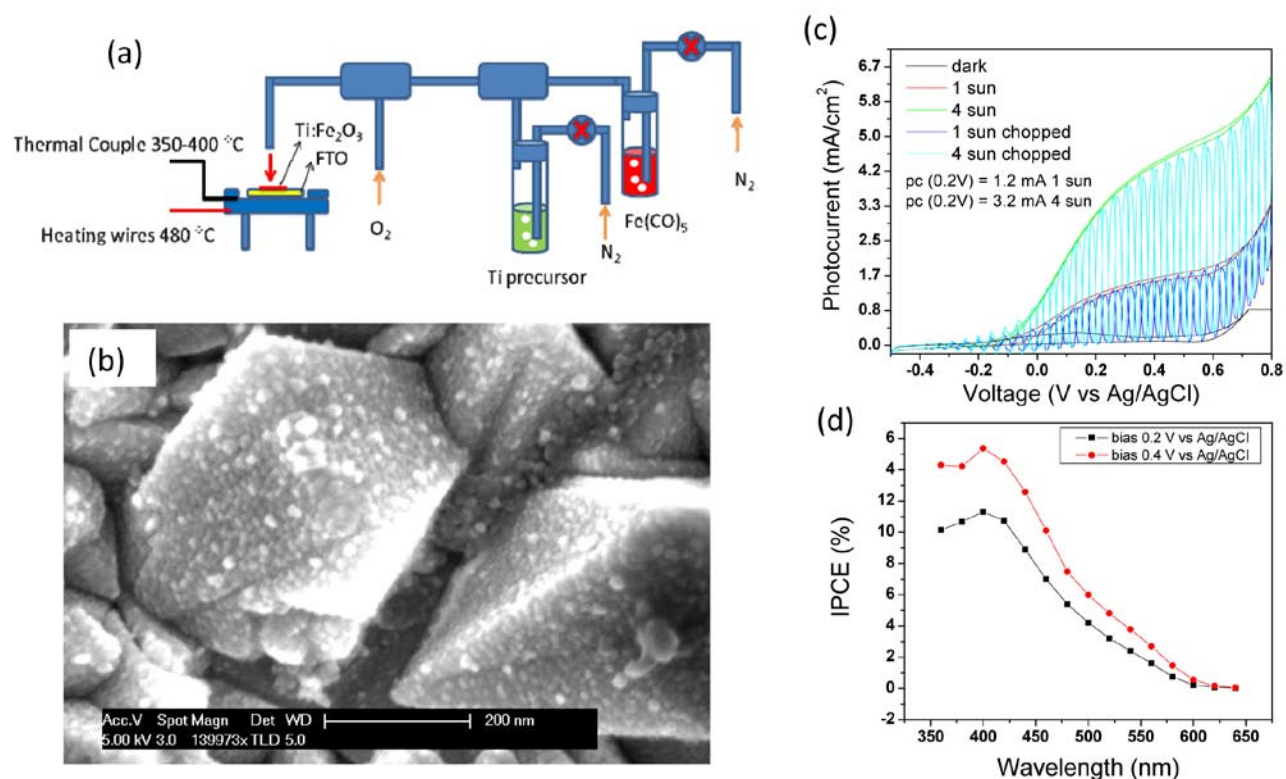 (a)
Thermal Couple 350-400 °C
Ti:Fe₂O₃
FTO
Heating wires 480 °C
O₂
Ti precursor
N₂
Fe(CO)₅
N₂
(b)
Acc.V Spot Magn Det WD
200 nm
5.00 kV 3.0 139973x TLD 5.0
(c)
Photocurrent (mA/cm²)
6.7
5.8
5.0
4.2
3.3
2.5
1.7
0.8
0.0
dark
1 sun
4 sun
1 sun chopped
4 sun chopped
pc (0.2V) = 1.2 mA 1 sun
pc (0.2V) = 3.2 mA 4 sun
-0.4 -0.2 0.0 0.2 0.4 0.6 0.8
Voltage (V vs Ag/AgCl)
(d)
IPCE (%)
6
4
12
10
8
6
4
2
0
-2
bias 0.2 V vs Ag/AgCl
bias 0.4 V vs Ag/AgCl
350 400 450 500 550 600 650
Wavelength (nm)